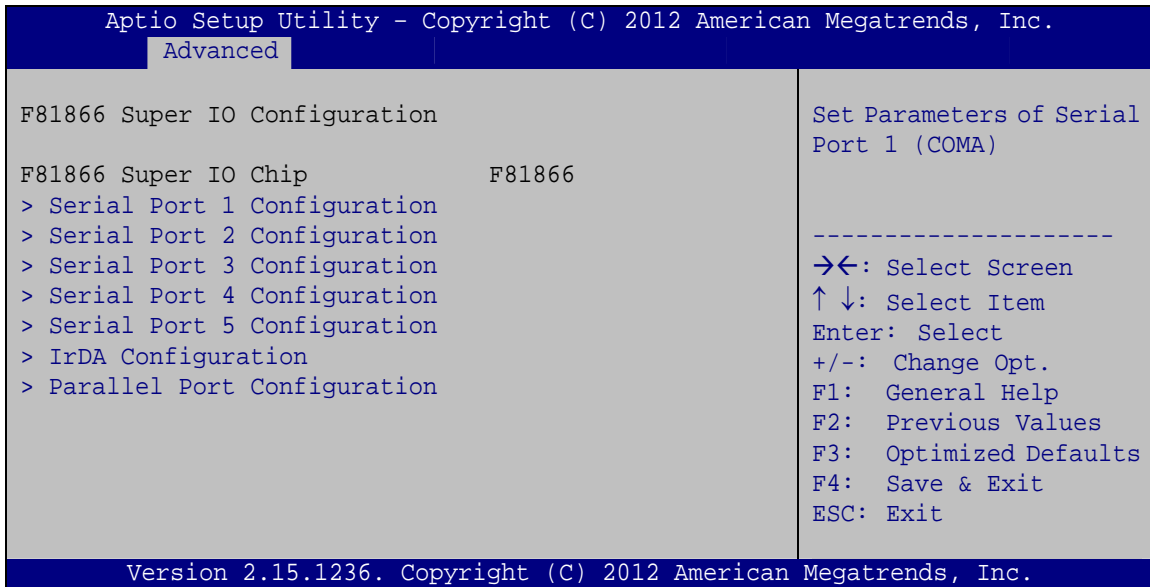 Aptio Setup Utility – Copyright (C) 2012 American Megatrends, Inc.
Advanced
F81866 Super IO Configuration
F81866 Super IO Chip F81866
> Serial Port 1 Configuration
> Serial Port 2 Configuration
> Serial Port 3 Configuration
> Serial Port 4 Configuration
> Serial Port 5 Configuration
> IrDA Configuration
> Parallel Port Configuration
Set Parameters of Serial
Port 1 (COMA)
---------------------
→←: Select Screen
↑ ↓: Select Item
Enter: Select
+/-: Change Opt.
F1: General Help
F2: Previous Values
F3: Optimized Defaults
F4: Save & Exit
ESC: Exit
Version 2.15.1236. Copyright (C) 2012 American Megatrends, Inc.